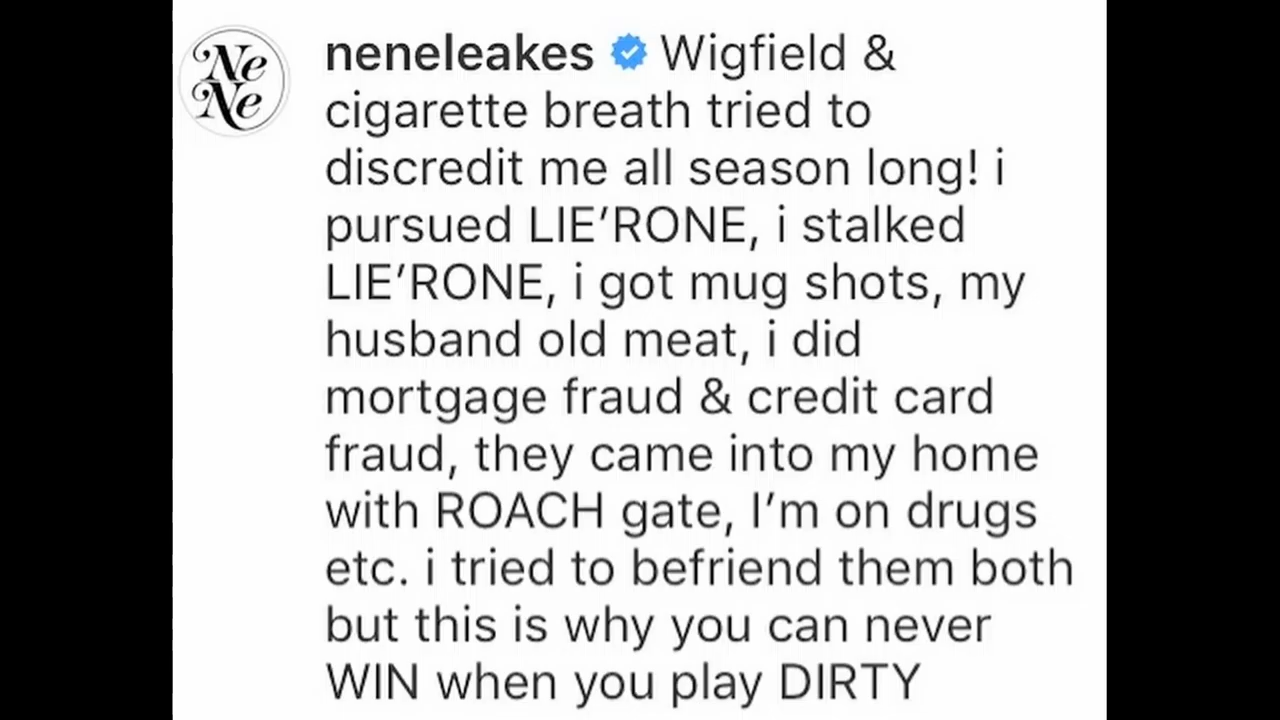 Ne
Ne
neneleakes Wigfield &
cigarette breath tried to
discredit me all season long! i
pursued LIE’RONE, i stalked
LIE’RONE, i got mug shots, my
husband old meat, i did
mortgage fraud & credit card
fraud, they came into my home
with ROACH gate, I’m on drugs
etc. i tried to befriend them both
but this is why you can never
WIN when you play DIRTY